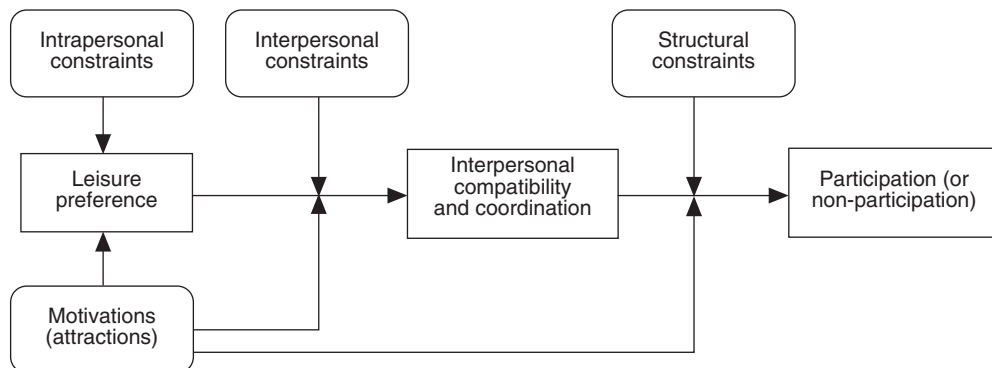 Intrapersonal
constraints
Interpersonal
constraints
Structural
constraints
Leisure
preference
Interpersonal
compatibility
and coordination
Participation (or
non-participation)
Motivations
(attractions)